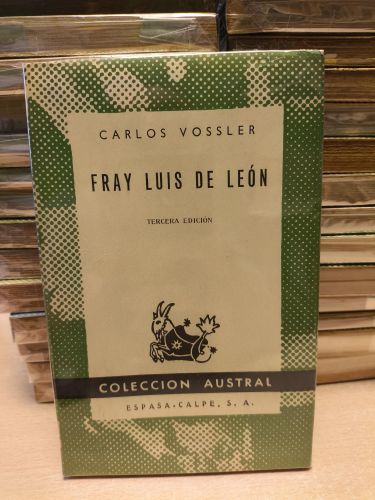 CARLOS VOSSLER
FRAY LUIS DE LEÓN
TERCERA EDICIÓN
COLECCION AUSTRAL
ESPASA-CALPE, S. A.